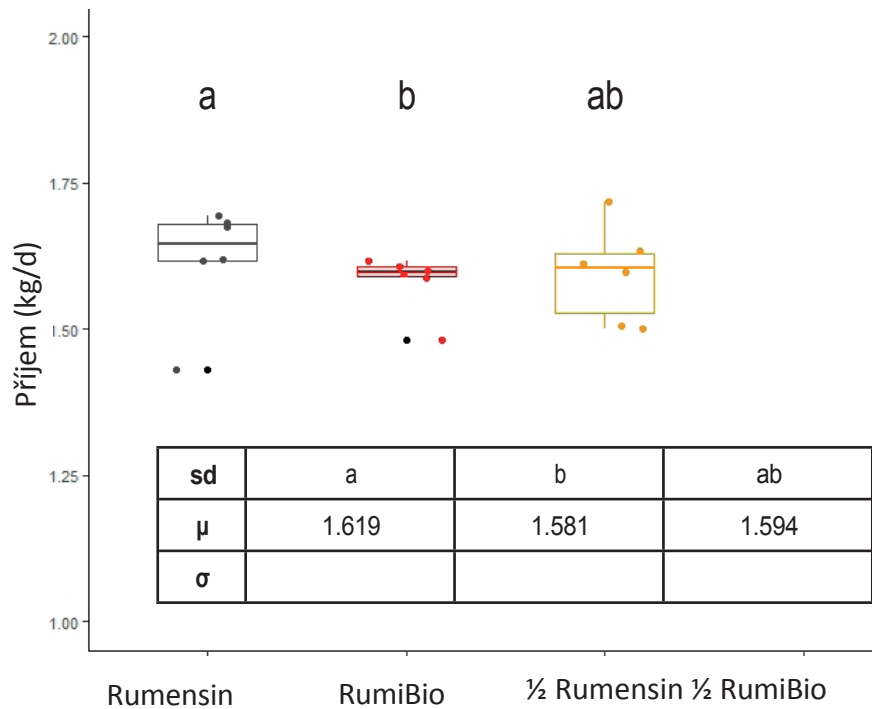 2.00
a b ab
1.75
Příjem (kg/d)
1.50
1.25
sd a b ab
μ 1.619 1.581 1.594
σ
1.00
Rumensin RumiBio ½ Rumensin ½ RumiBio